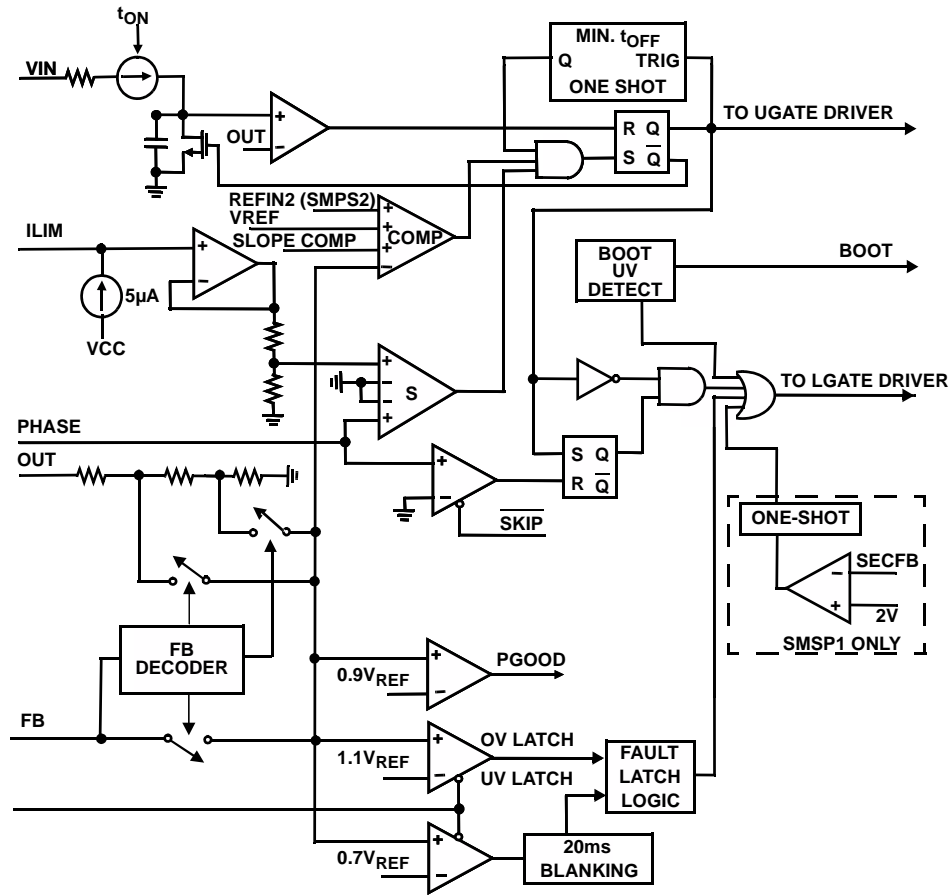 tON
VIN
MIN. tOFF
Q TRIG
ONE SHOT
+
OUT
−
R Q
S Q
TO UGATE DRIVER
REFIN2 (SMPS2)
VREF
SLOPE COMP
+
+
+
−
COMP
ILIM
+
−
5µA
VCC
BOOT
UV
DETECT
BOOT
+
−
−
+
S
TO LGATE DRIVER
PHASE
OUT
+
−
SKIP
S Q
R Q
ONE-SHOT
−
+
SECFB
2V
SMSP1 ONLY
FB
DECODER
FB
+
−
0.9VREF
PGOOD
+
−
1.1VREF
OV LATCH
UV LATCH
FAULT
LATCH
LOGIC
+
−
0.7VREF
20ms
BLANKING